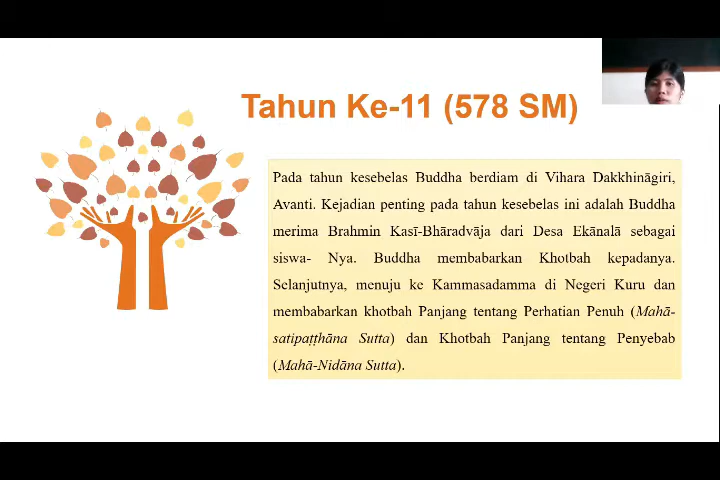 Tahun Ke-11 (578 SM)
Pada tahun kesebelas Buddha berdiam di Vihara Dakkhināgiri,
Avanti. Kejadian penting pada tahun kesebelas ini adalah Buddha
merima Brahmin Kasī-Bhāradvāja dari Desa Ekānalā sebagai
siswa- Nya. Buddha membabarkan Khotbah kepadanya.
Selanjutnya, menuju ke Kammasadamma di Negeri Kuru dan
membabarkan khotbah Panjang tentang Perhatian Penuh (Mahā-
satipaṭṭhāna Sutta) dan Khotbah Panjang tentang Penyebab
(Mahā-Nidāna Sutta).